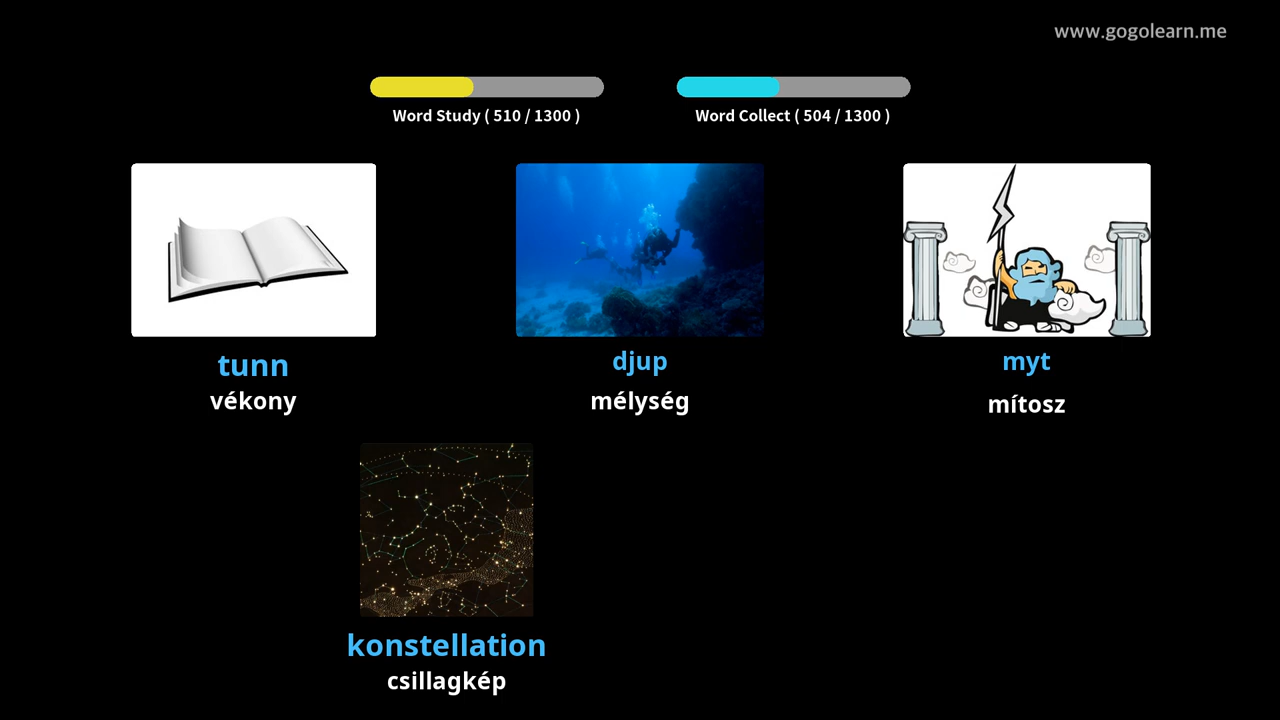 www.gogolearn.me
Word Study ( 510 / 1300 )
Word Collect ( 504 / 1300 )
tunn
vékony
djup
mélység
myt
mítosz
konstellation
csillagkép